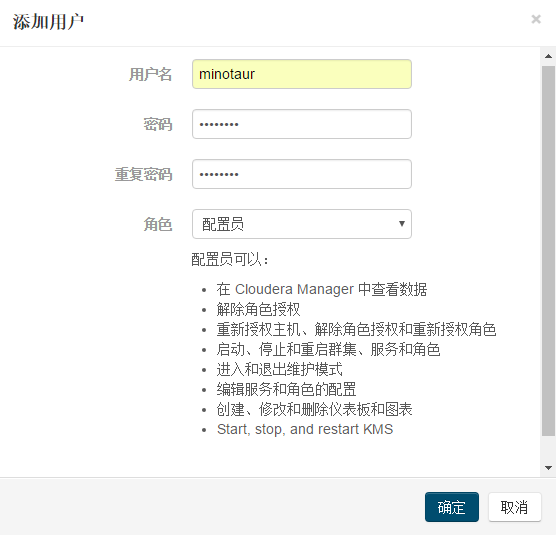 添加用户
×
用户名 minotaur
密码 ••••••••
重复密码 ••••••••
角色 配置员
配置员可以：
• 在 Cloudera Manager 中查看数据
• 解除角色授权
• 重新授权主机、解除角色授权和重新授权角色
• 启动、停止和重启群集、服务和角色
• 进入和退出维护模式
• 编辑服务和角色的配置
• 创建、修改和删除仪表板和图表
• Start, stop, and restart KMS
确定 取消